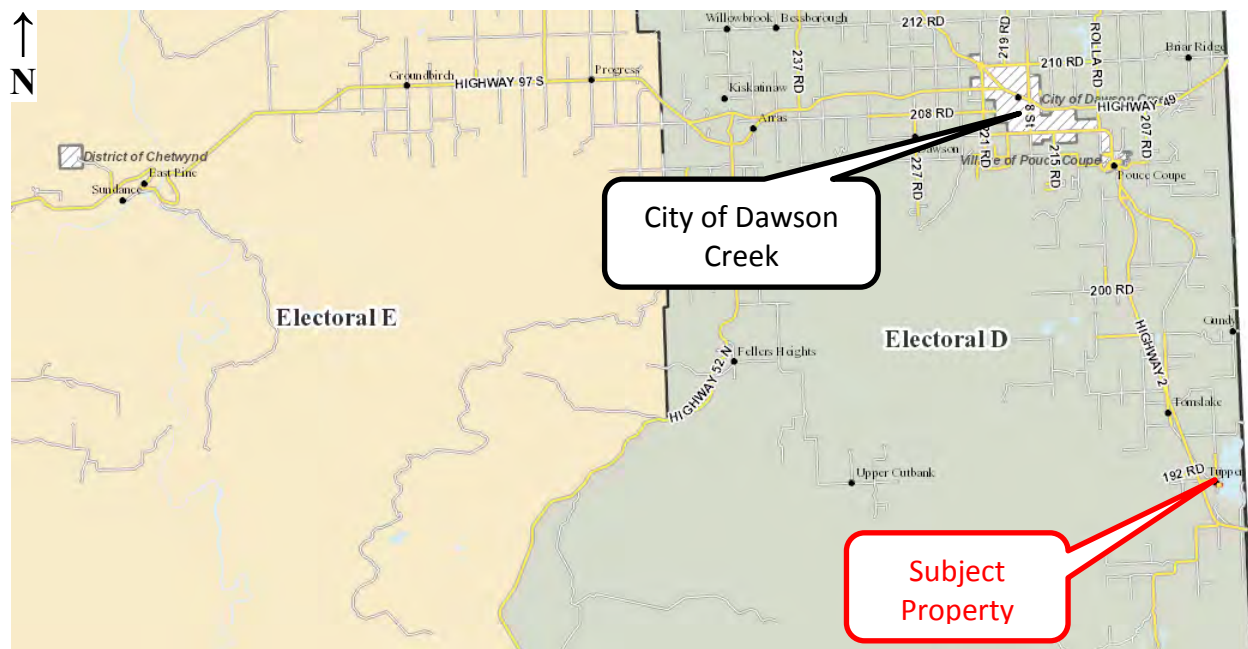 ↑
N
Willowbrook
Bessborough
212 RD
219 RD
ROLLA RD
Briar Ridge
237 RD
210 RD
Groundbirch
HIGHWAY 97 S
Progress
Kiskatinaw
City of Dawson Creek
HIGHWAY 49
8 St
Arras
208 RD
207 RD
221 RD
Dawson
District of Chetwynd
East Pine
Sundance
Village of Pouce Coupe
215 RD
227 RD
Pouce Coupe
City of Dawson
Creek
200 RD
Electoral E
Electoral D
Gundy
HIGHWAY 2
Fellers Heights
HIGHWAY 52 N
Tomslake
Upper Cutbank
192 RD
Tupper
Subject
Property